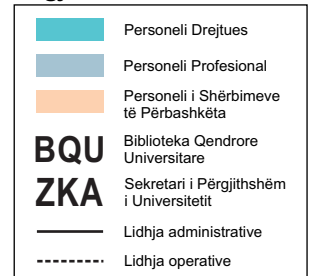 Personeli Drejtues
Personeli Profesional
Personeli i Shërbimeve
të Përbashkëta
BQU Biblioteka Qendrore
Universitare
ZKA Sekretari i Përgjithshëm
i Universitetit
Lidhja administrative
Lidhja operative